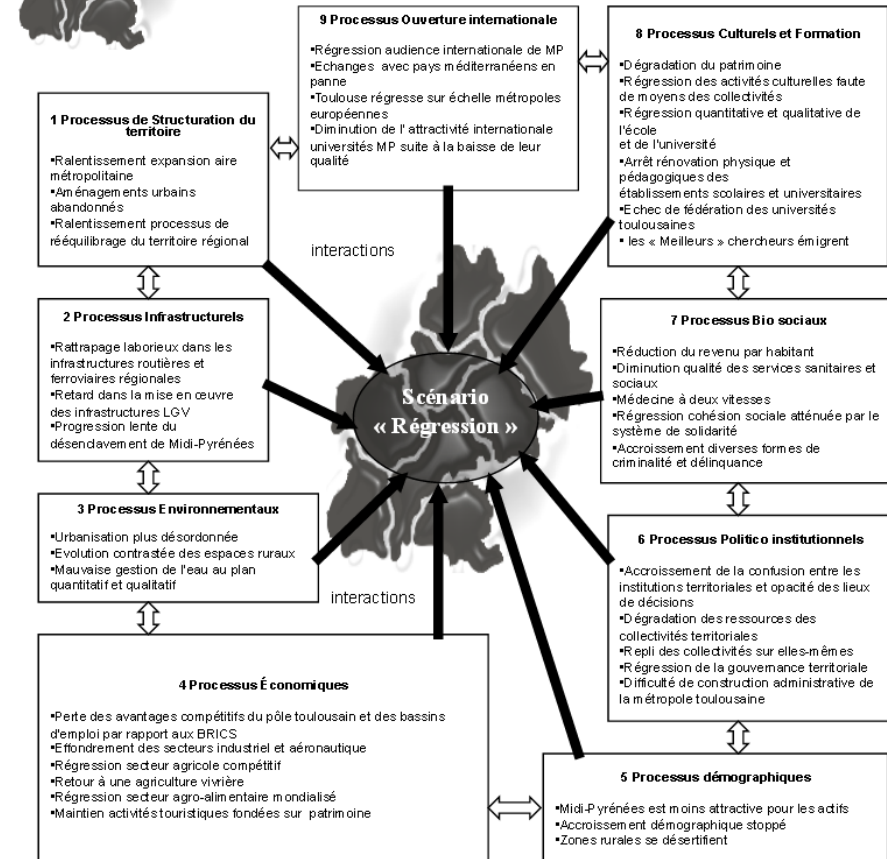 9 Processus Ouverture internationale
▪Régression audience internationale de MP
▪Echanges avec pays méditerranéens en
panne
▪Toulouse régresse sur échelle métropoles
européennes
▪Diminution de l' attractivité internationale
universités MP suite à la baisse de leur
qualité
8 Processus Culturels et Formation
▪Dégradation du patrimoine
▪Régression des activités culturelles faute
de moyens des collectivités
▪Régression quantitative et qualitative de
l'école
et de l'université
▪Arrêt rénovation physique et
pédagogiques des
établissements scolaires et universitaires
▪Echec de fédération des universités
toulousaines
▪ les « Meilleurs » chercheurs émigrent
1 Processus de Structuration du
territoire
▪Ralentissement expansion aire
métropolitaine
▪Aménagements urbains
abandonnés
▪Ralentissement processus de
rééquilibrage du territoire régional
interactions
2 Processus Infrastructurels
▪Rattrapage laborieux dans les
infrastructures routières et
ferroviaires régionales
▪Retard dans la mise en œuvre
des infrastructures LGV
▪Progression lente du
désenclavement de Midi-Pyrénées
Scénario
« Régression »
7 Processus Bio sociaux
▪Réduction du revenu par habitant
▪Diminution qualité des services sanitaires et
sociaux
▪Médecine à deux vitesses
▪Régression cohésion sociale atténuée par le
système de solidarité
▪Accroissement diverses formes de
criminalité et délinquance
3 Processus Environnementaux
▪Urbanisation plus désordonnée
▪Evolution contrastée des espaces ruraux
▪Mauvaise gestion de l'eau au plan
quantitatif et qualitatif
interactions
6 Processus Politico institutionnels
▪Accroissement de la confusion entre les
institutions territoriales et opacité des lieux
de décisions
▪Dégradation des ressources des
collectivités territoriales
▪Repli des collectivités sur elles-mêmes
▪Régression de la gouvernance territoriale
▪Difficulté de construction administrative de
la métropole toulousaine
4 Processus Économiques
▪Perte des avantages compétitifs du pôle toulousain et des bassins
d'emploi par rapport aux BRICS
▪Effondrement des secteurs industriel et aéronautique
▪Régression secteur agricole compétitif
▪Retour à une agriculture vivrière
▪Régression secteur agro-alimentaire mondialisé
▪Maintien activités touristiques fondées sur patrimoine
5 Processus démographiques
▪Midi-Pyrénées est moins attractive pour les actifs
▪Accroissement démographique stoppé
▪Zones rurales se désertifient